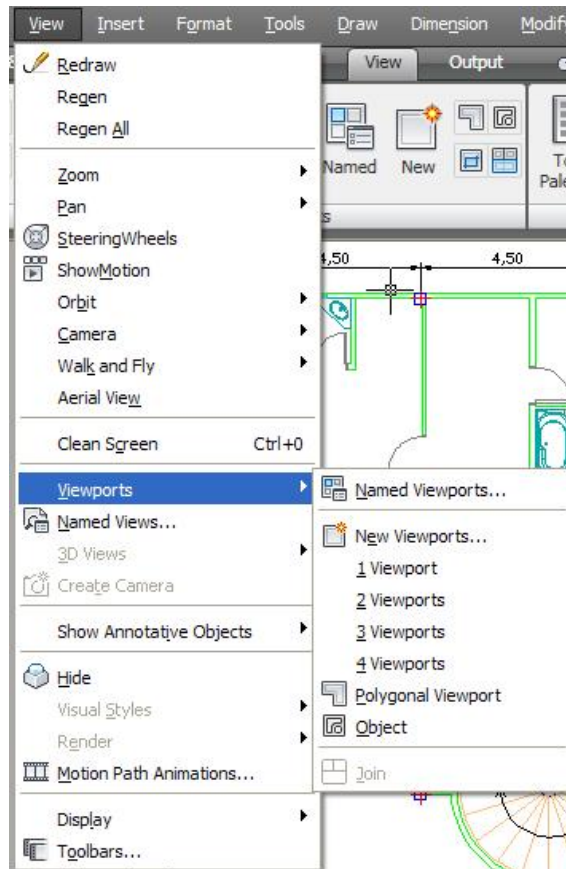 View Insert Format Tools Draw Dimension
View Output
Named New
4,50 4,50
Redraw
Regen
Regen All
Zoom
Pan
SteeringWheels
ShowMotion
Orbit
Camera
Walk and Fly
Aerial View
Clean Screen Ctrl+0
Viewports
Named Views...
3D Views
Create Camera
Show Annotative Objects
Hide
Visual Styles
Render
Motion Path Animations...
Display
Toolbars...
Named Viewports...
New Viewports...
1 Viewport
2 Viewports
3 Viewports
4 Viewports
Polygonal Viewport
Object
Join